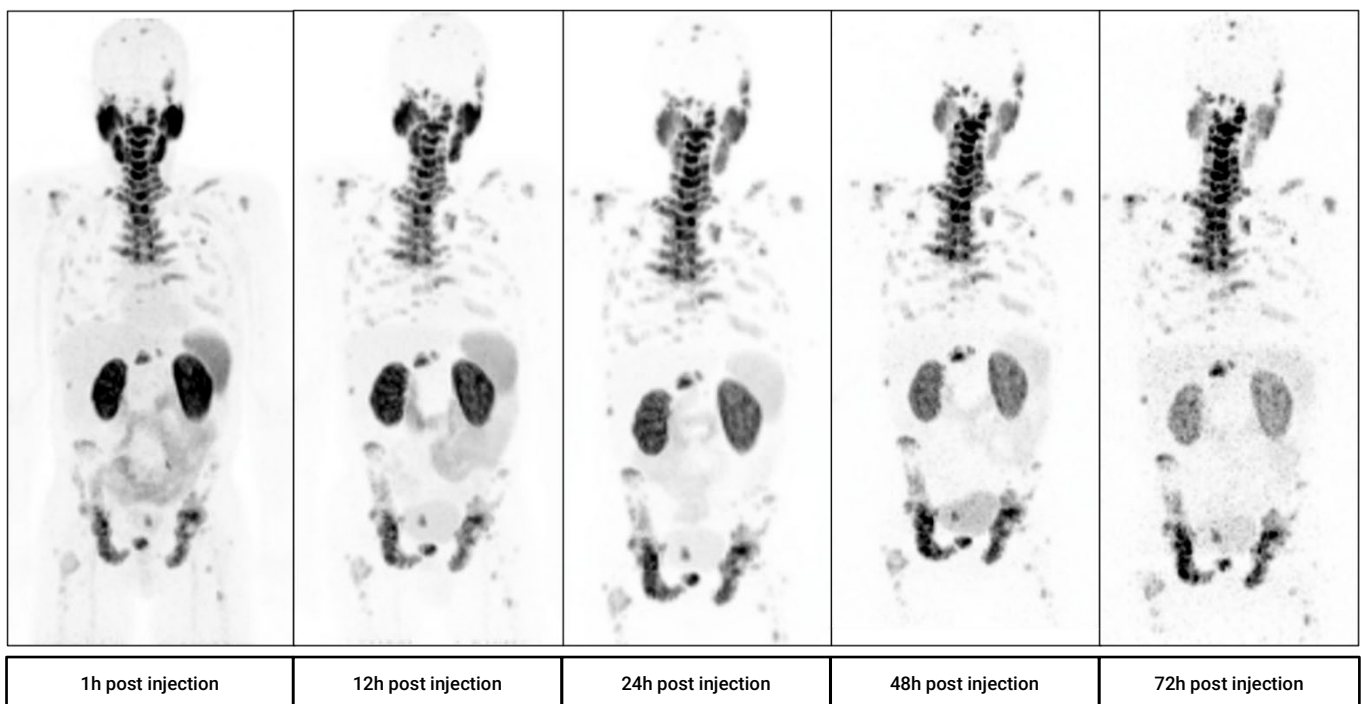 1h post injection
12h post injection
24h post injection
48h post injection
72h post injection